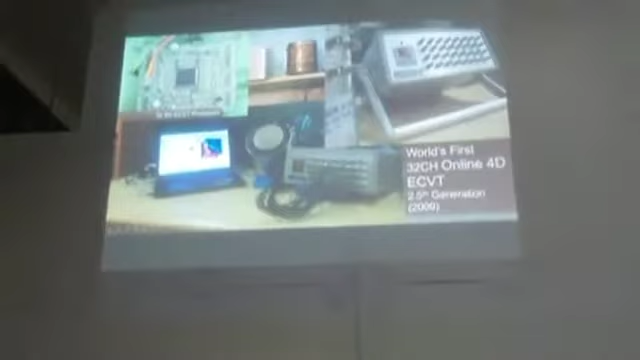 World's First
32CH Online 4D
ECVT
2.5th Generation
(2009)